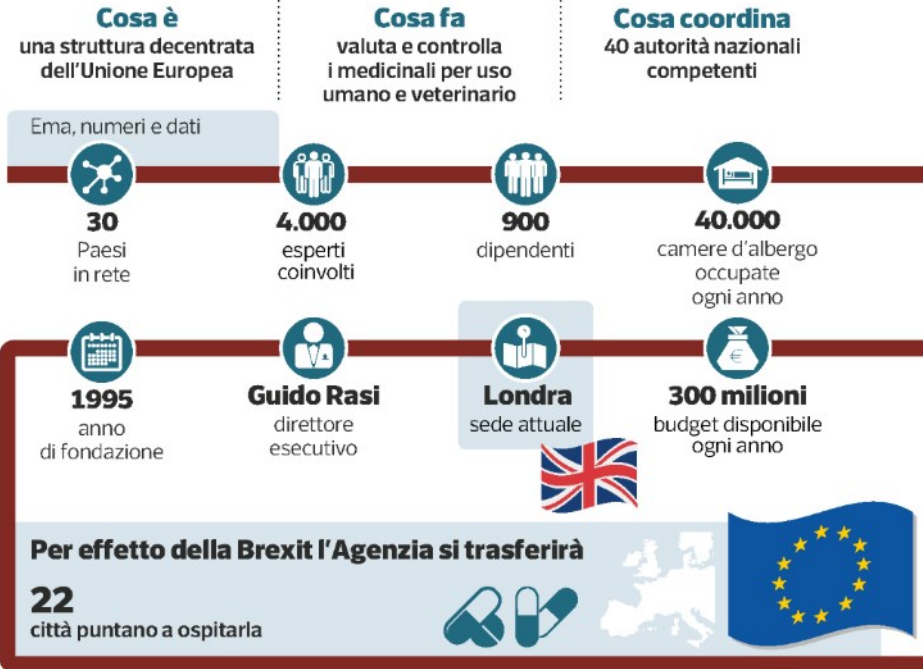 Cosa è
una struttura decentrata
dell'Unione Europea
Cosa fa
valuta e controlla
i medicinali per uso
umano e veterinario
Cosa coordina
40 autorità nazionali
competenti
Ema, numeri e dati
30
Paesi
in rete
4.000
esperti
coinvolti
900
dipendenti
40.000
camere d'albergo
occupate
ogni anno
1995
anno
di fondazione
Guido Rasi
direttore
esecutivo
Londra
sede attuale
€
300 milioni
budget disponibile
ogni anno
Per effetto della Brexit l'Agenzia si trasferirà
22
città puntano a ospitarla